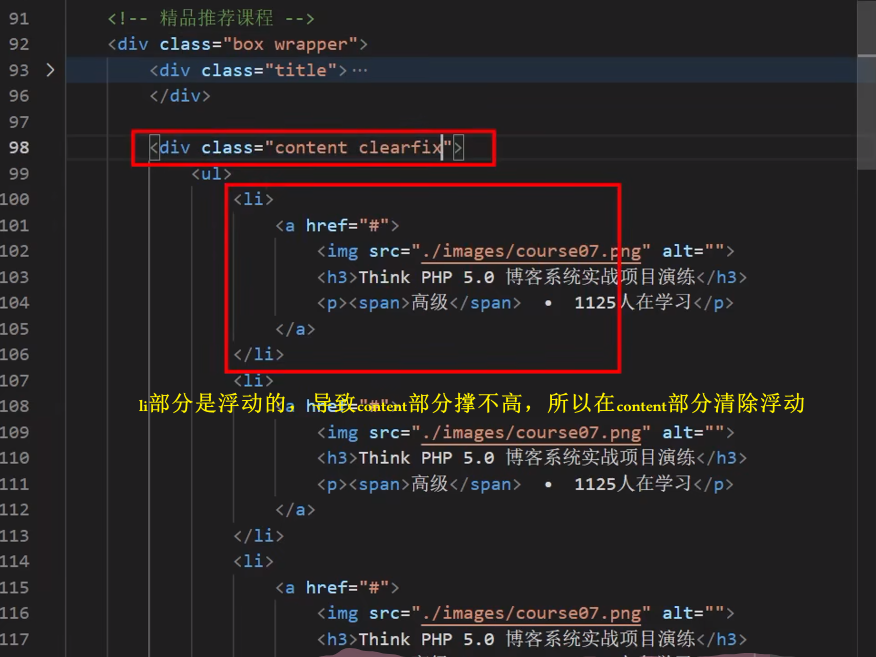 91 <!-- 精品推荐课程 -->
92 <div class="box wrapper">
93 <div class="title">···
96 </div>
97
98 <div class="content clearfix">
99 <ul>
100 <li>
101 <a href="#">
102 <img src="./images/course07.png" alt="">
103 <h3>Think PHP 5.0 博客系统实战项目演练</h3>
104 <p><span>高级</span> • 1125人在学习</p>
105 </a>
106 </li>
107 <li>
li部分是浮动的,导致content部分撑不高，所以在content部分清除浮动
108 <a href="#">
109 <img src="./images/course07.png" alt="">
110 <h3>Think PHP 5.0 博客系统实战项目演练</h3>
111 <p><span>高级</span> • 1125人在学习</p>
112 </a>
113 </li>
114 <li>
115 <a href="#">
116 <img src="./images/course07.png" alt="">
117 <h3>Think PHP 5.0 博客系统实战项目演练</h3>